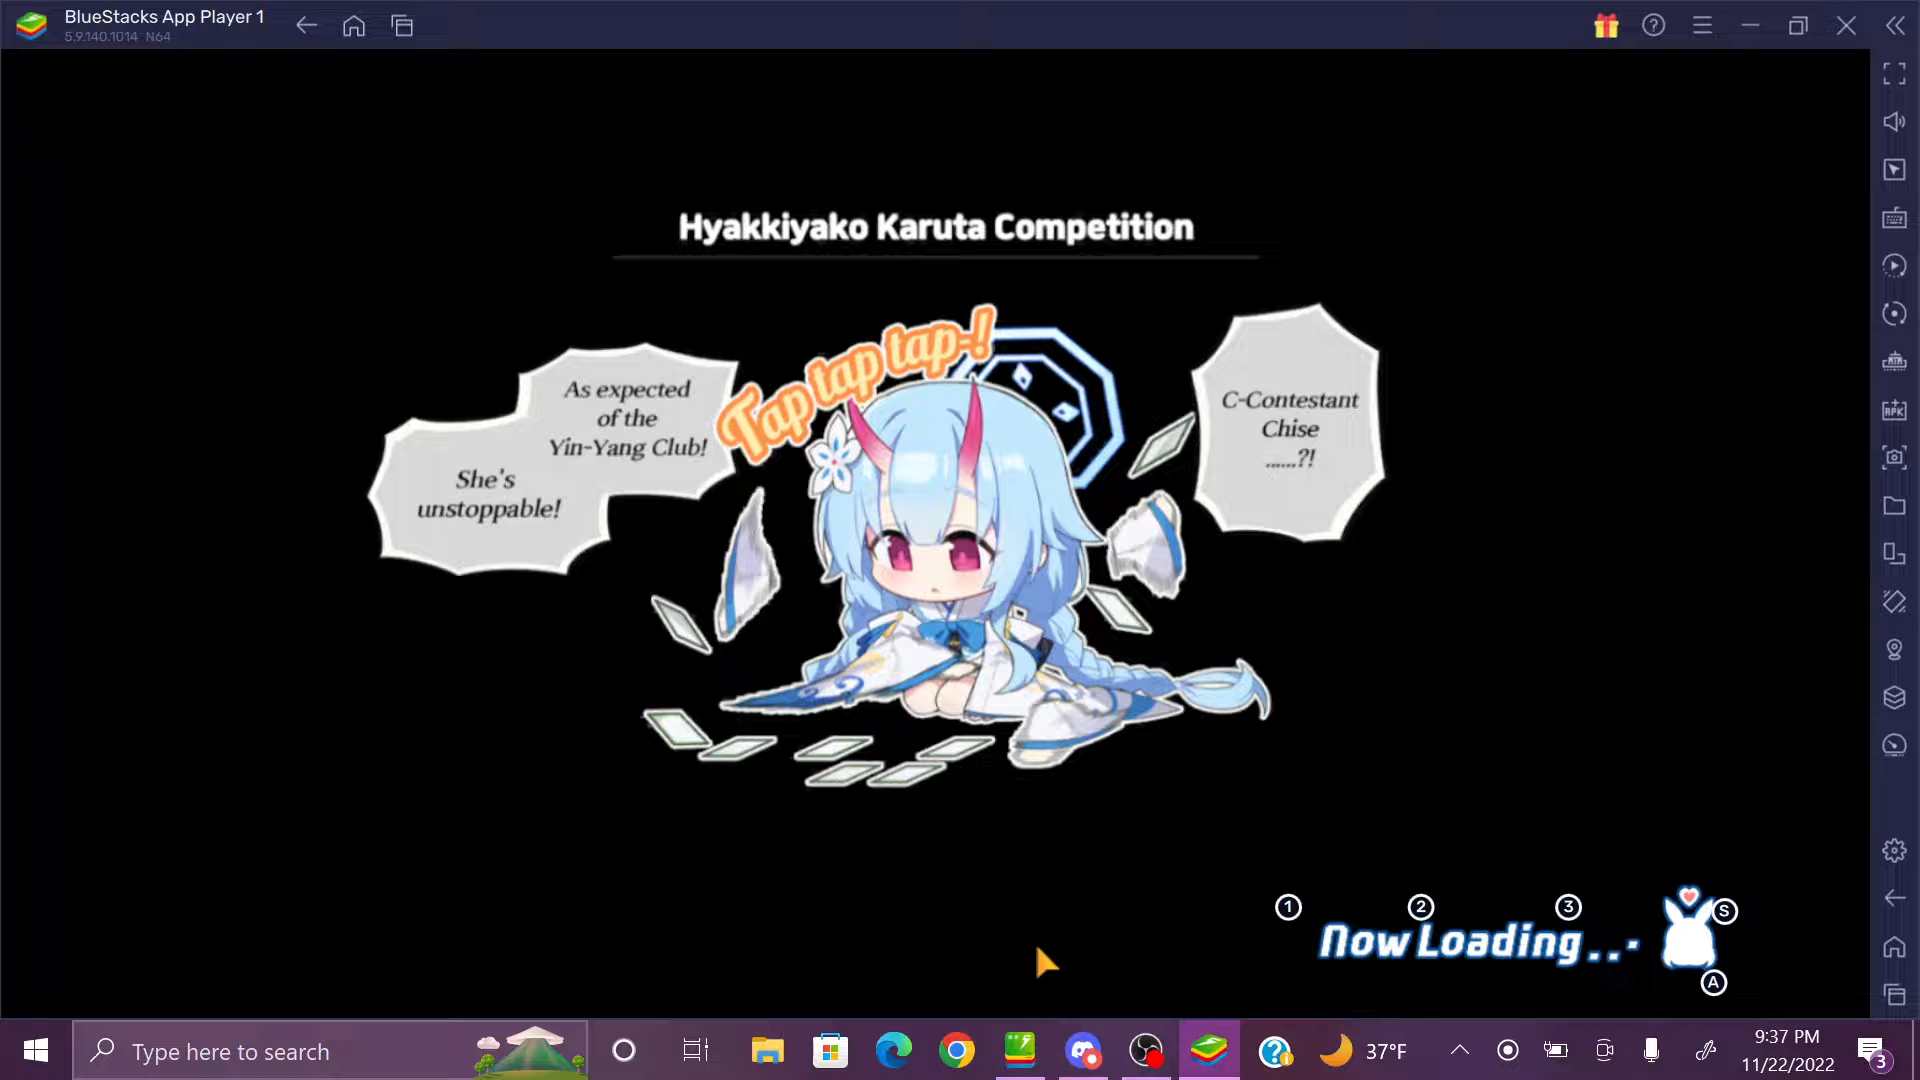 BlueStacks App Player 1
5.9.140.1014 N64
Hyakkiyako Karuta Competition
Tap tap tap-!
As expected
of the
Yin-Yang Club!
She's
unstoppable!
C-Contestant
Chise
......?!
1
2
3
S
Now Loading...
A
APK
Type here to search
37°F
9:37 PM
11/22/2022
3